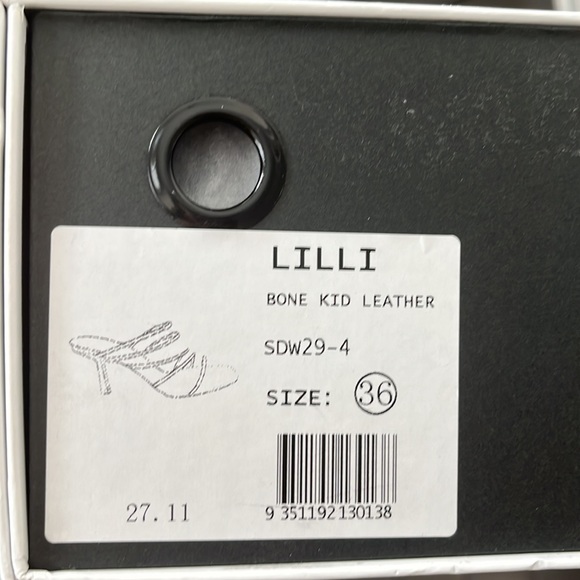 LILLI
BONE KID LEATHER
SDW29-4
SIZE: 36
27.11
9 351192 130138